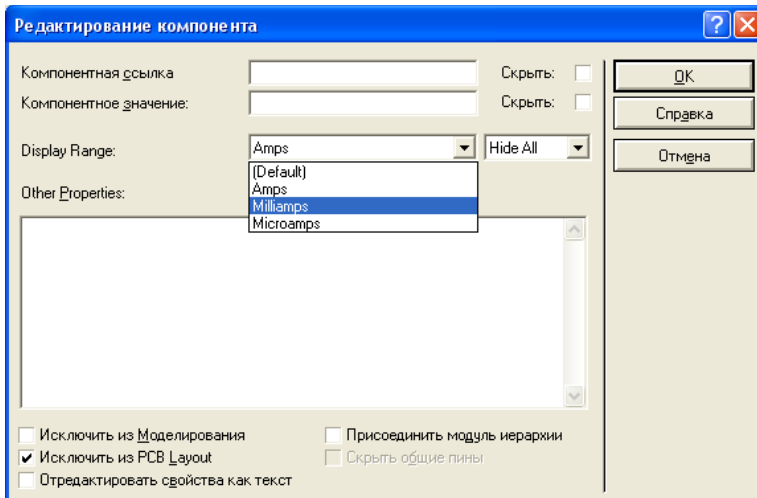 Редактирование компонента
Компонентная ссылка Скрыть:
OK
Компонентное значение: Скрыть:
Справка
Display Range: Amps Hide All
Отмена
(Default)
Amps
Other Properties:
Milliamps
Microamps
Исключить из Моделирования Присоединить модуль иерархии
Исключить из PCB Layout Скрыть общие пины
Отредактировать свойства как текст